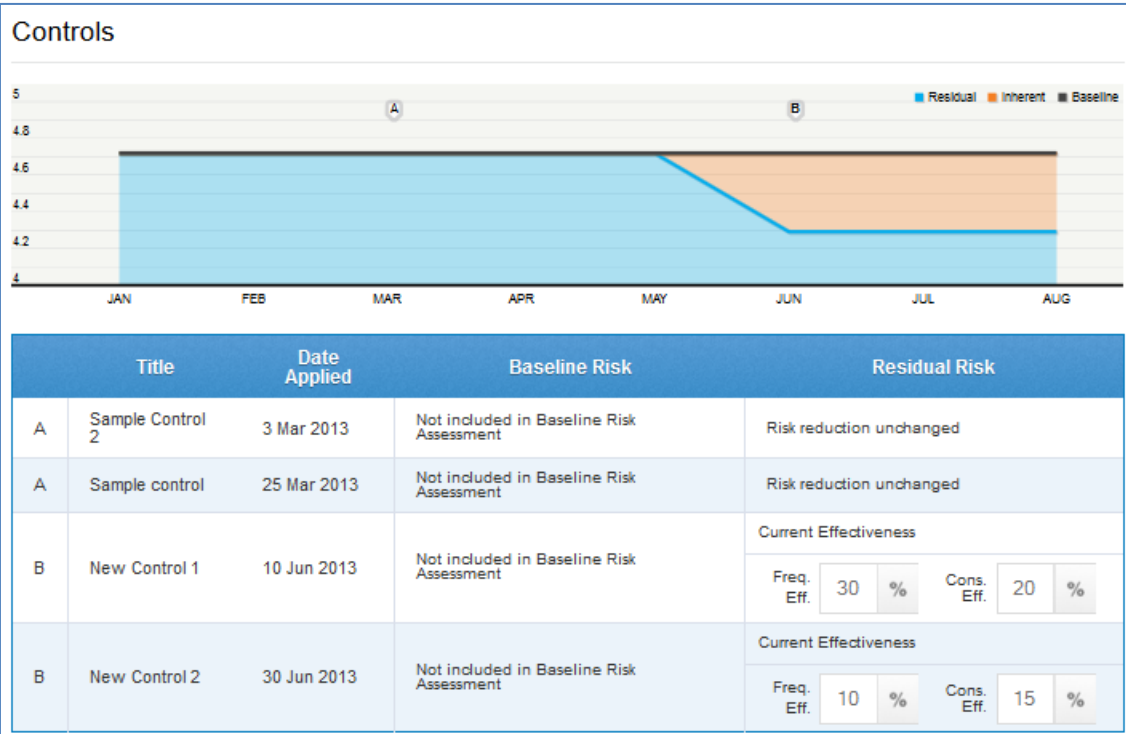 Controls
Residual Inherent Baseline
5
4.8
4.6
4.4
4.2
4
A
B
JAN FEB MAR APR MAY JUN JUL AUG
Title Date Applied Baseline Risk Residual Risk
A Sample Control 2 3 Mar 2013 Not included in Baseline Risk Assessment Risk reduction unchanged
A Sample control 25 Mar 2013 Not included in Baseline Risk Assessment Risk reduction unchanged
B New Control 1 10 Jun 2013 Not included in Baseline Risk Assessment Current Effectiveness
Freq. Eff. 30 % Cons. Eff. 20 %
B New Control 2 30 Jun 2013 Not included in Baseline Risk Assessment Current Effectiveness
Freq. Eff. 10 % Cons. Eff. 15 %